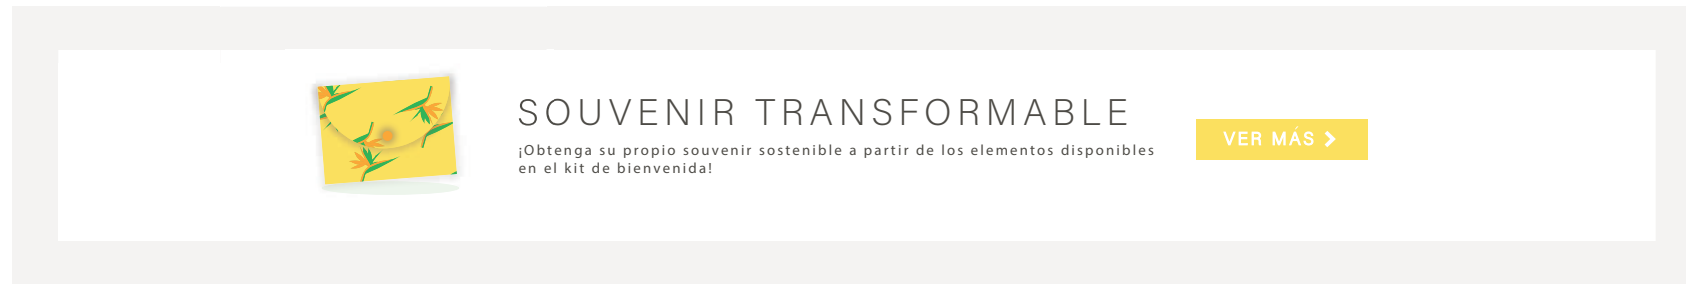 SOUVENIR TRANSFORMABLE
¡Obtenga su propio souvenir sostenible a partir de los elementos disponibles
en el kit de bienvenida!
VER MÁS